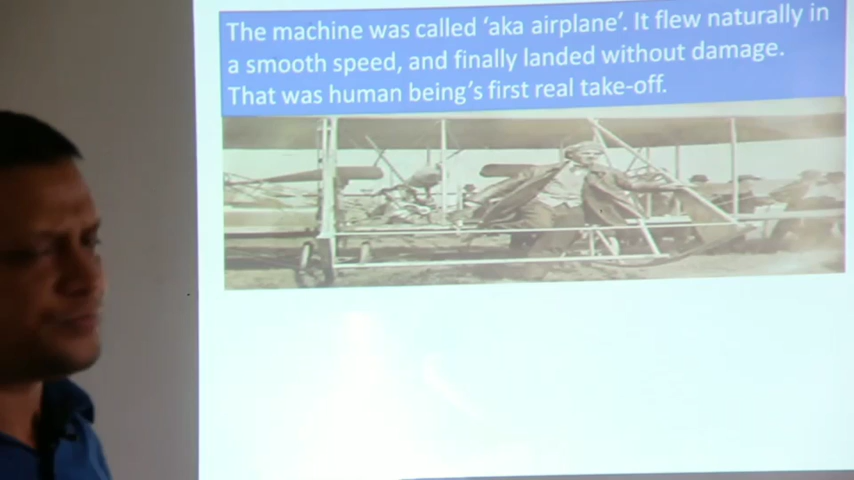 The machine was called ‘aka airplane’. It flew naturally in
a smooth speed, and finally landed without damage.
That was human being’s first real take-off.